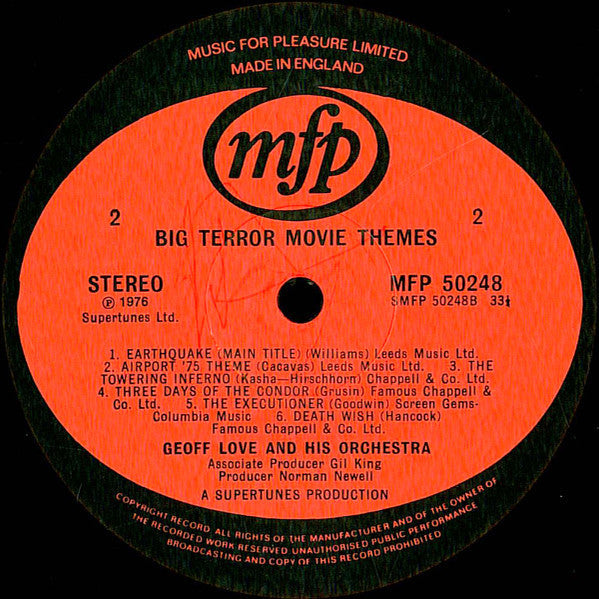 MUSIC FOR PLEASURE LIMITED
MADE IN ENGLAND
mfp
2 2
BIG TERROR MOVIE THEMES
STEREO MFP 50248
Ⓟ 1976 SMFP 50248B 33⅓
Supertunes Ltd.
1. EARTHQUAKE (MAIN TITLE) (Williams) Leeds Music Ltd.
2. AIRPORT '75 THEME (Cacavas) Leeds Music Ltd. 3. THE
TOWERING INFERNO (Kasha—Hirschhorn) Chappell & Co. Ltd.
4. THREE DAYS OF THE CONDOR (Grusin) Famous Chappell &
Co. Ltd. 5. THE EXECUTIONER (Goodwin) Screen Gems-
Columbia Music 6. DEATH WISH (Hancock)
Famous Chappell & Co. Ltd.
GEOFF LOVE AND HIS ORCHESTRA
Associate Producer Gil King
Producer Norman Newell
A SUPERTUNES PRODUCTION
COPYRIGHT RECORD ALL RIGHTS OF THE MANUFACTURER AND OF THE OWNER OF
THE RECORDED WORK RESERVED UNAUTHORISED PUBLIC PERFORMANCE
BROADCASTING AND COPY OF THIS RECORD PROHIBITED